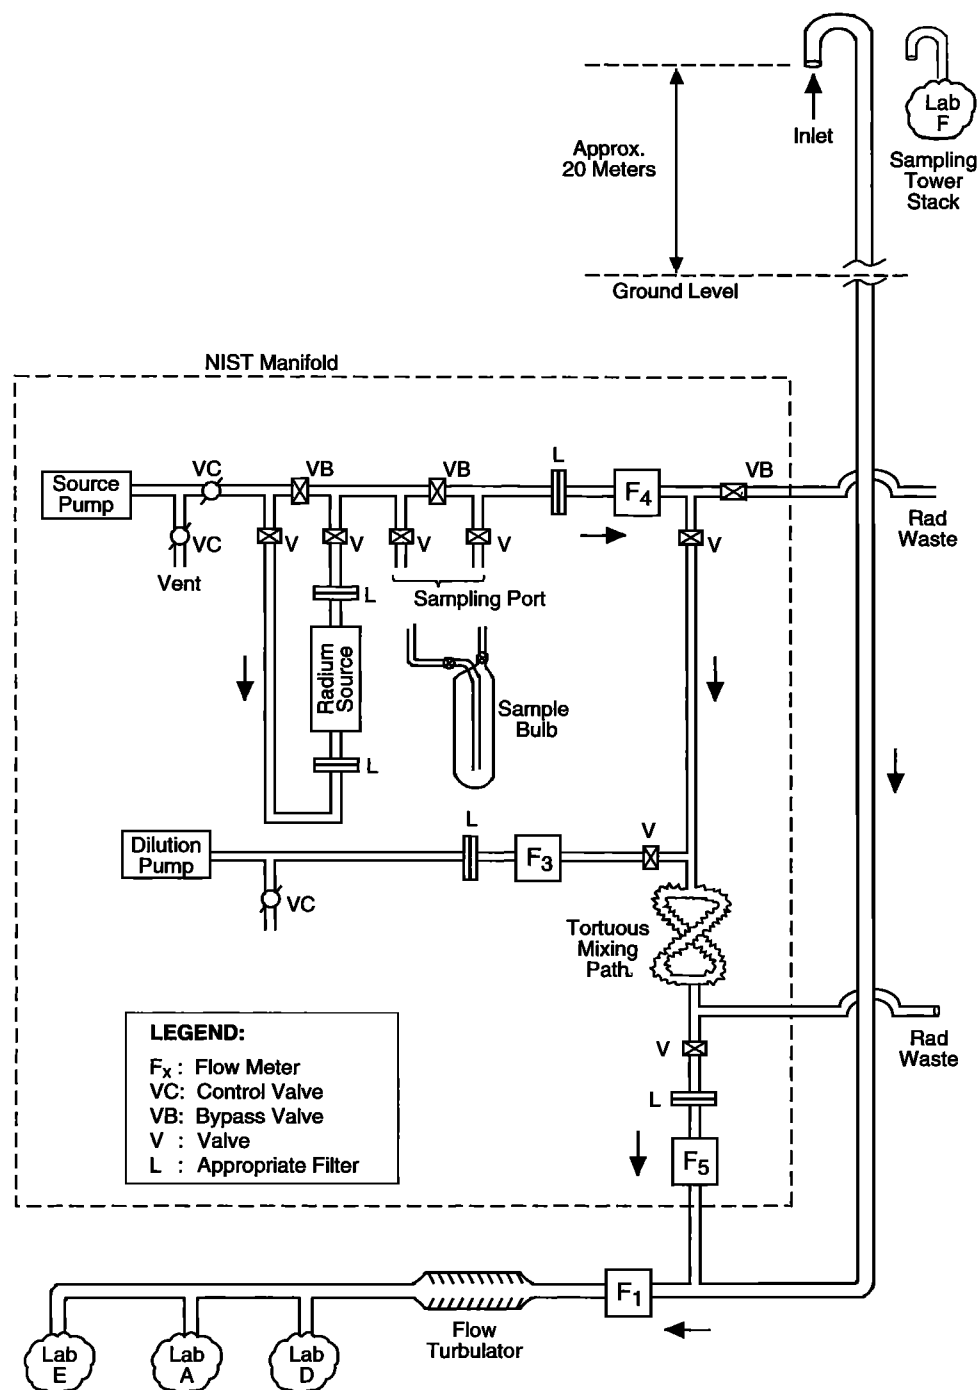 Lab
F
Inlet
Approx.
20 Meters
Sampling
Tower
Stack
Ground Level
NIST Manifold
Source
Pump
VC
VB
VB
L
F4
VB
Rad
Waste
VC
V
V
V
V
V
Vent
L
Sampling Port
Radium
Source
Sample
Bulb
L
Dilution
Pump
L
F3
V
VC
Tortuous
Mixing
Path.
LEGEND:
Fx : Flow Meter
VC: Control Valve
VB: Bypass Valve
V : Valve
L : Appropriate Filter
Rad
Waste
V
L
F5
F1
Flow
Turbulator
Lab
E
Lab
A
Lab
D